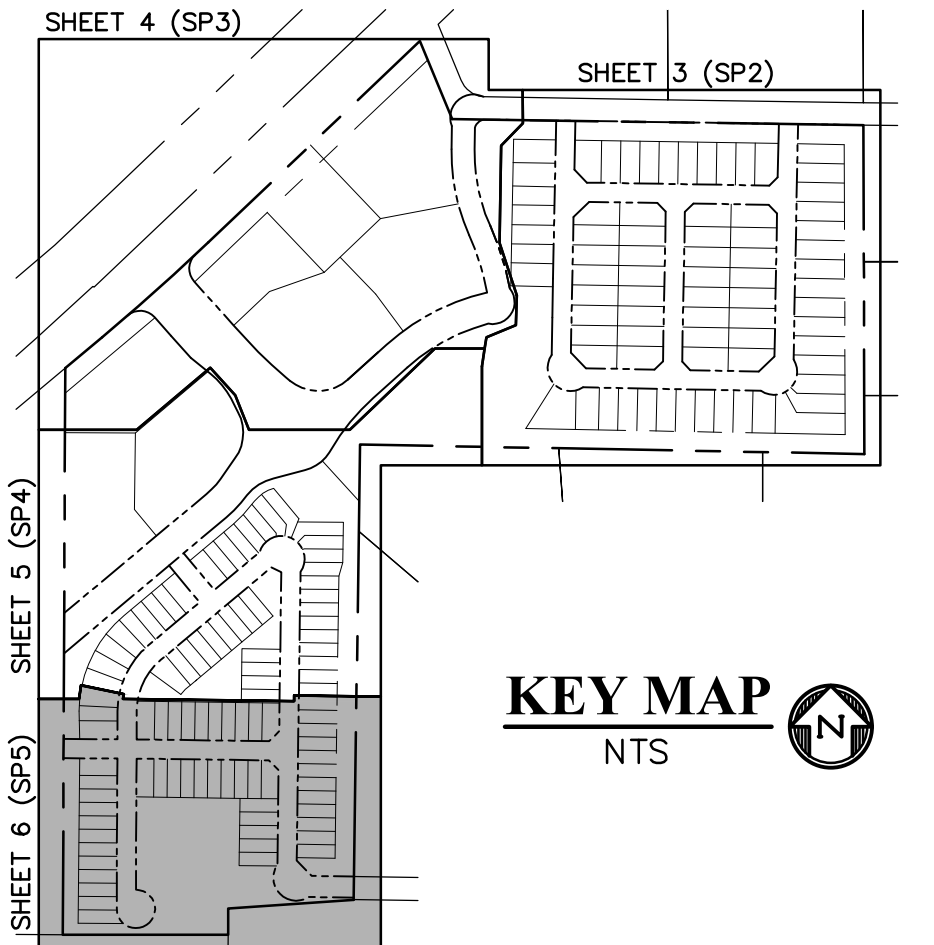 SHEET 4 (SP3)
SHEET 3 (SP2)
SHEET 5 (SP4)
SHEET 6 (SP5)
KEY MAP
NTS
N